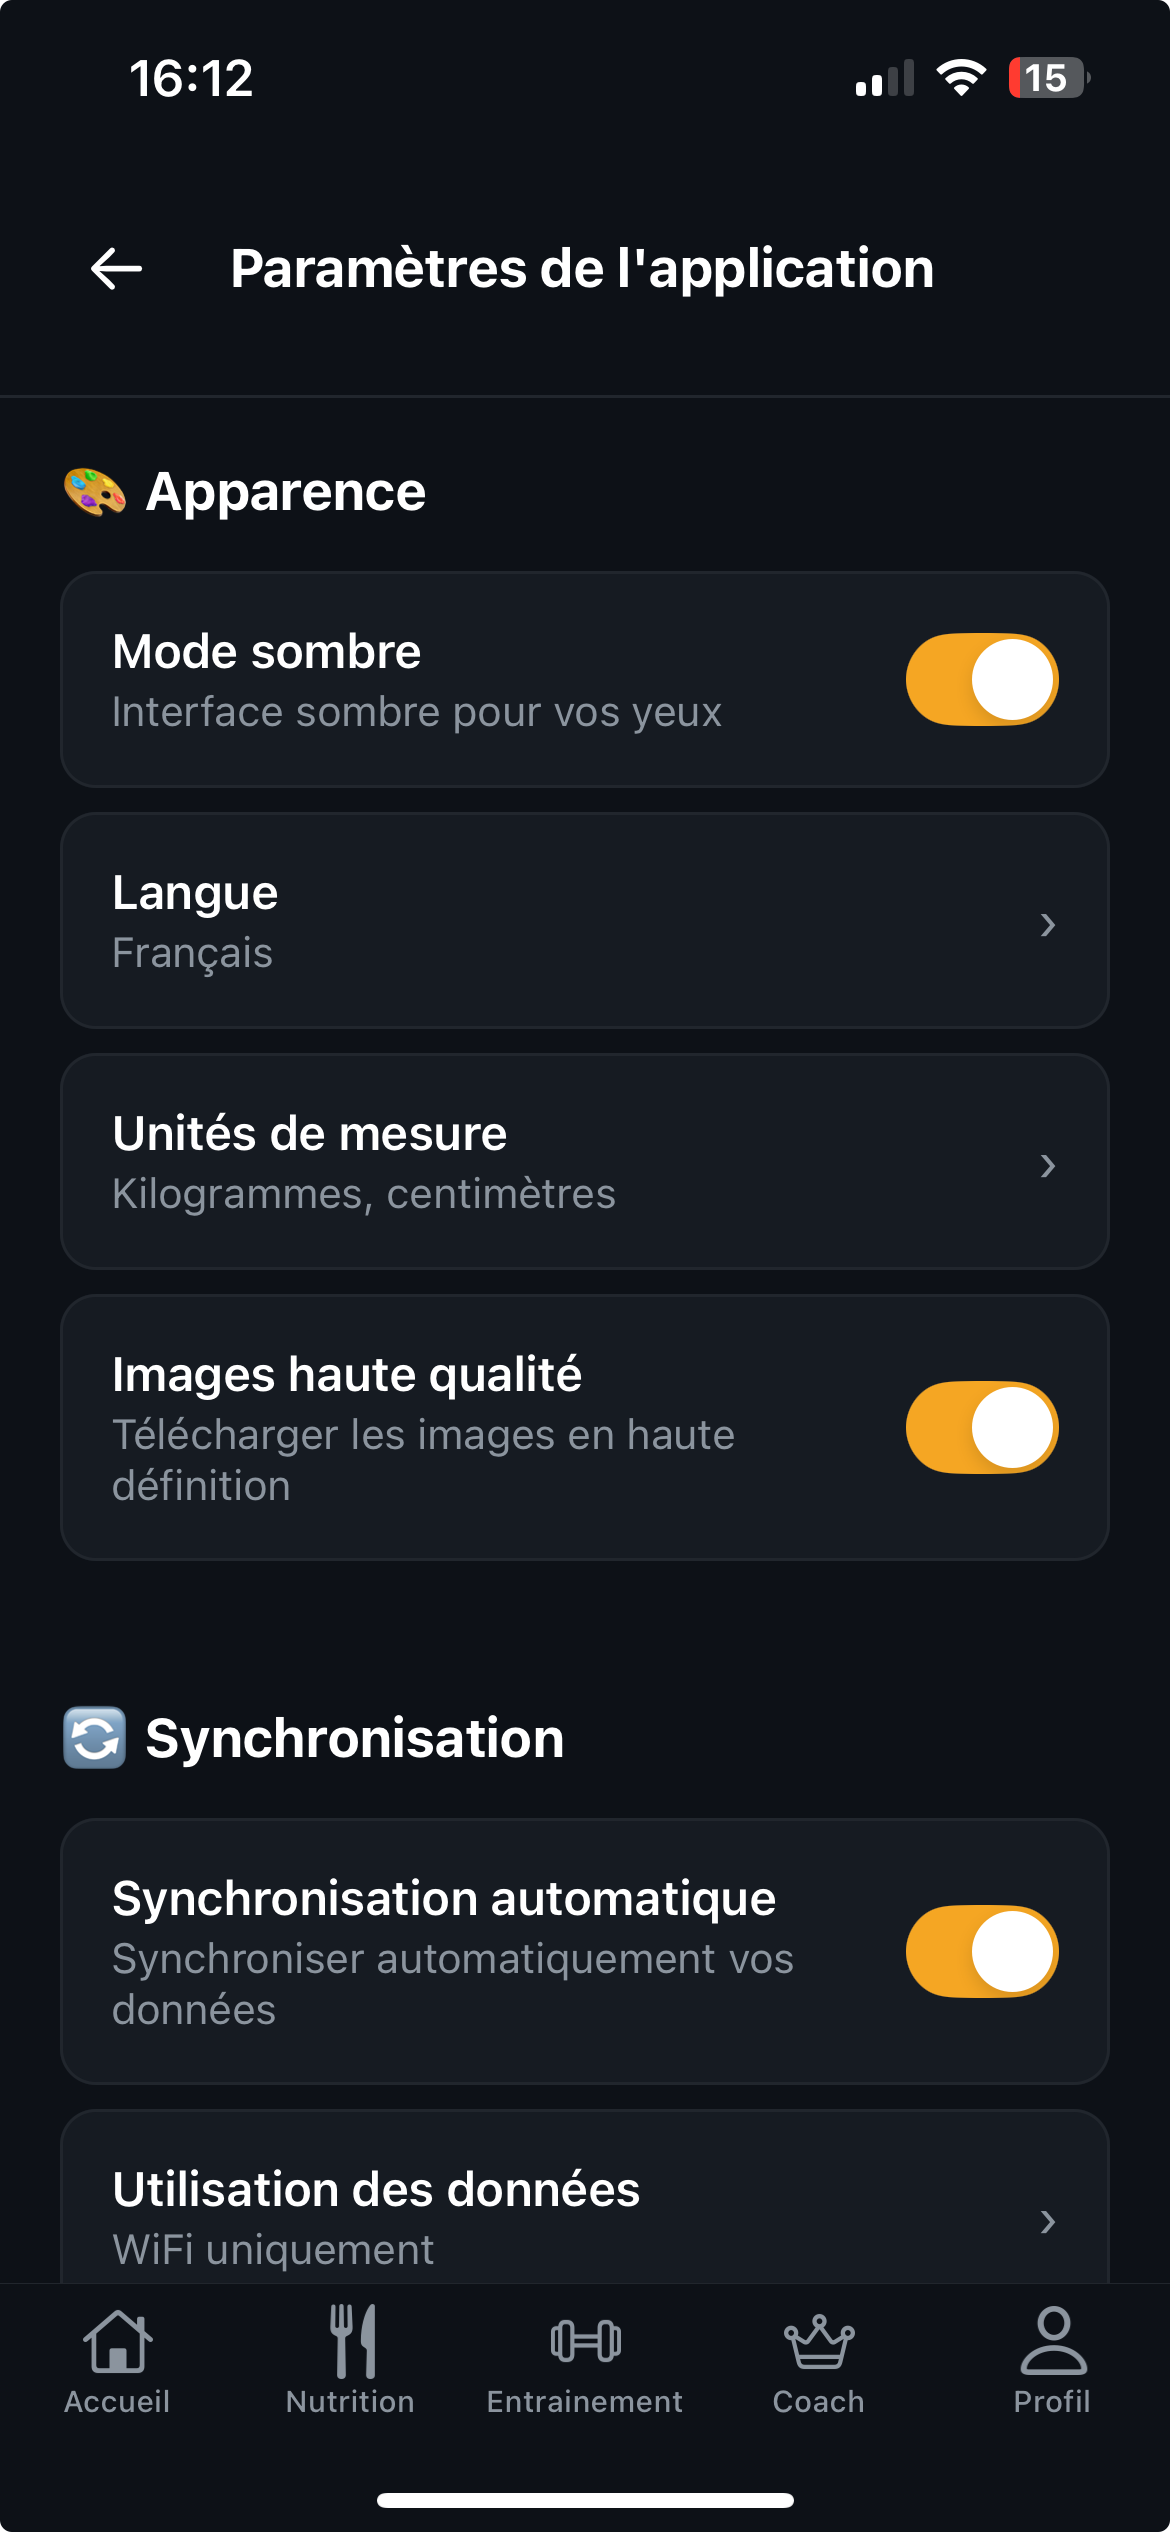 16:12
15
Paramètres de l'application
Apparence
Mode sombre
Interface sombre pour vos yeux
Langue
Français
Unités de mesure
Kilogrammes, centimètres
Images haute qualité
Télécharger les images en haute
définition
Synchronisation
Synchronisation automatique
Synchroniser automatiquement vos
données
Utilisation des données
WiFi uniquement
Accueil
Nutrition
Entrainement
Coach
Profil